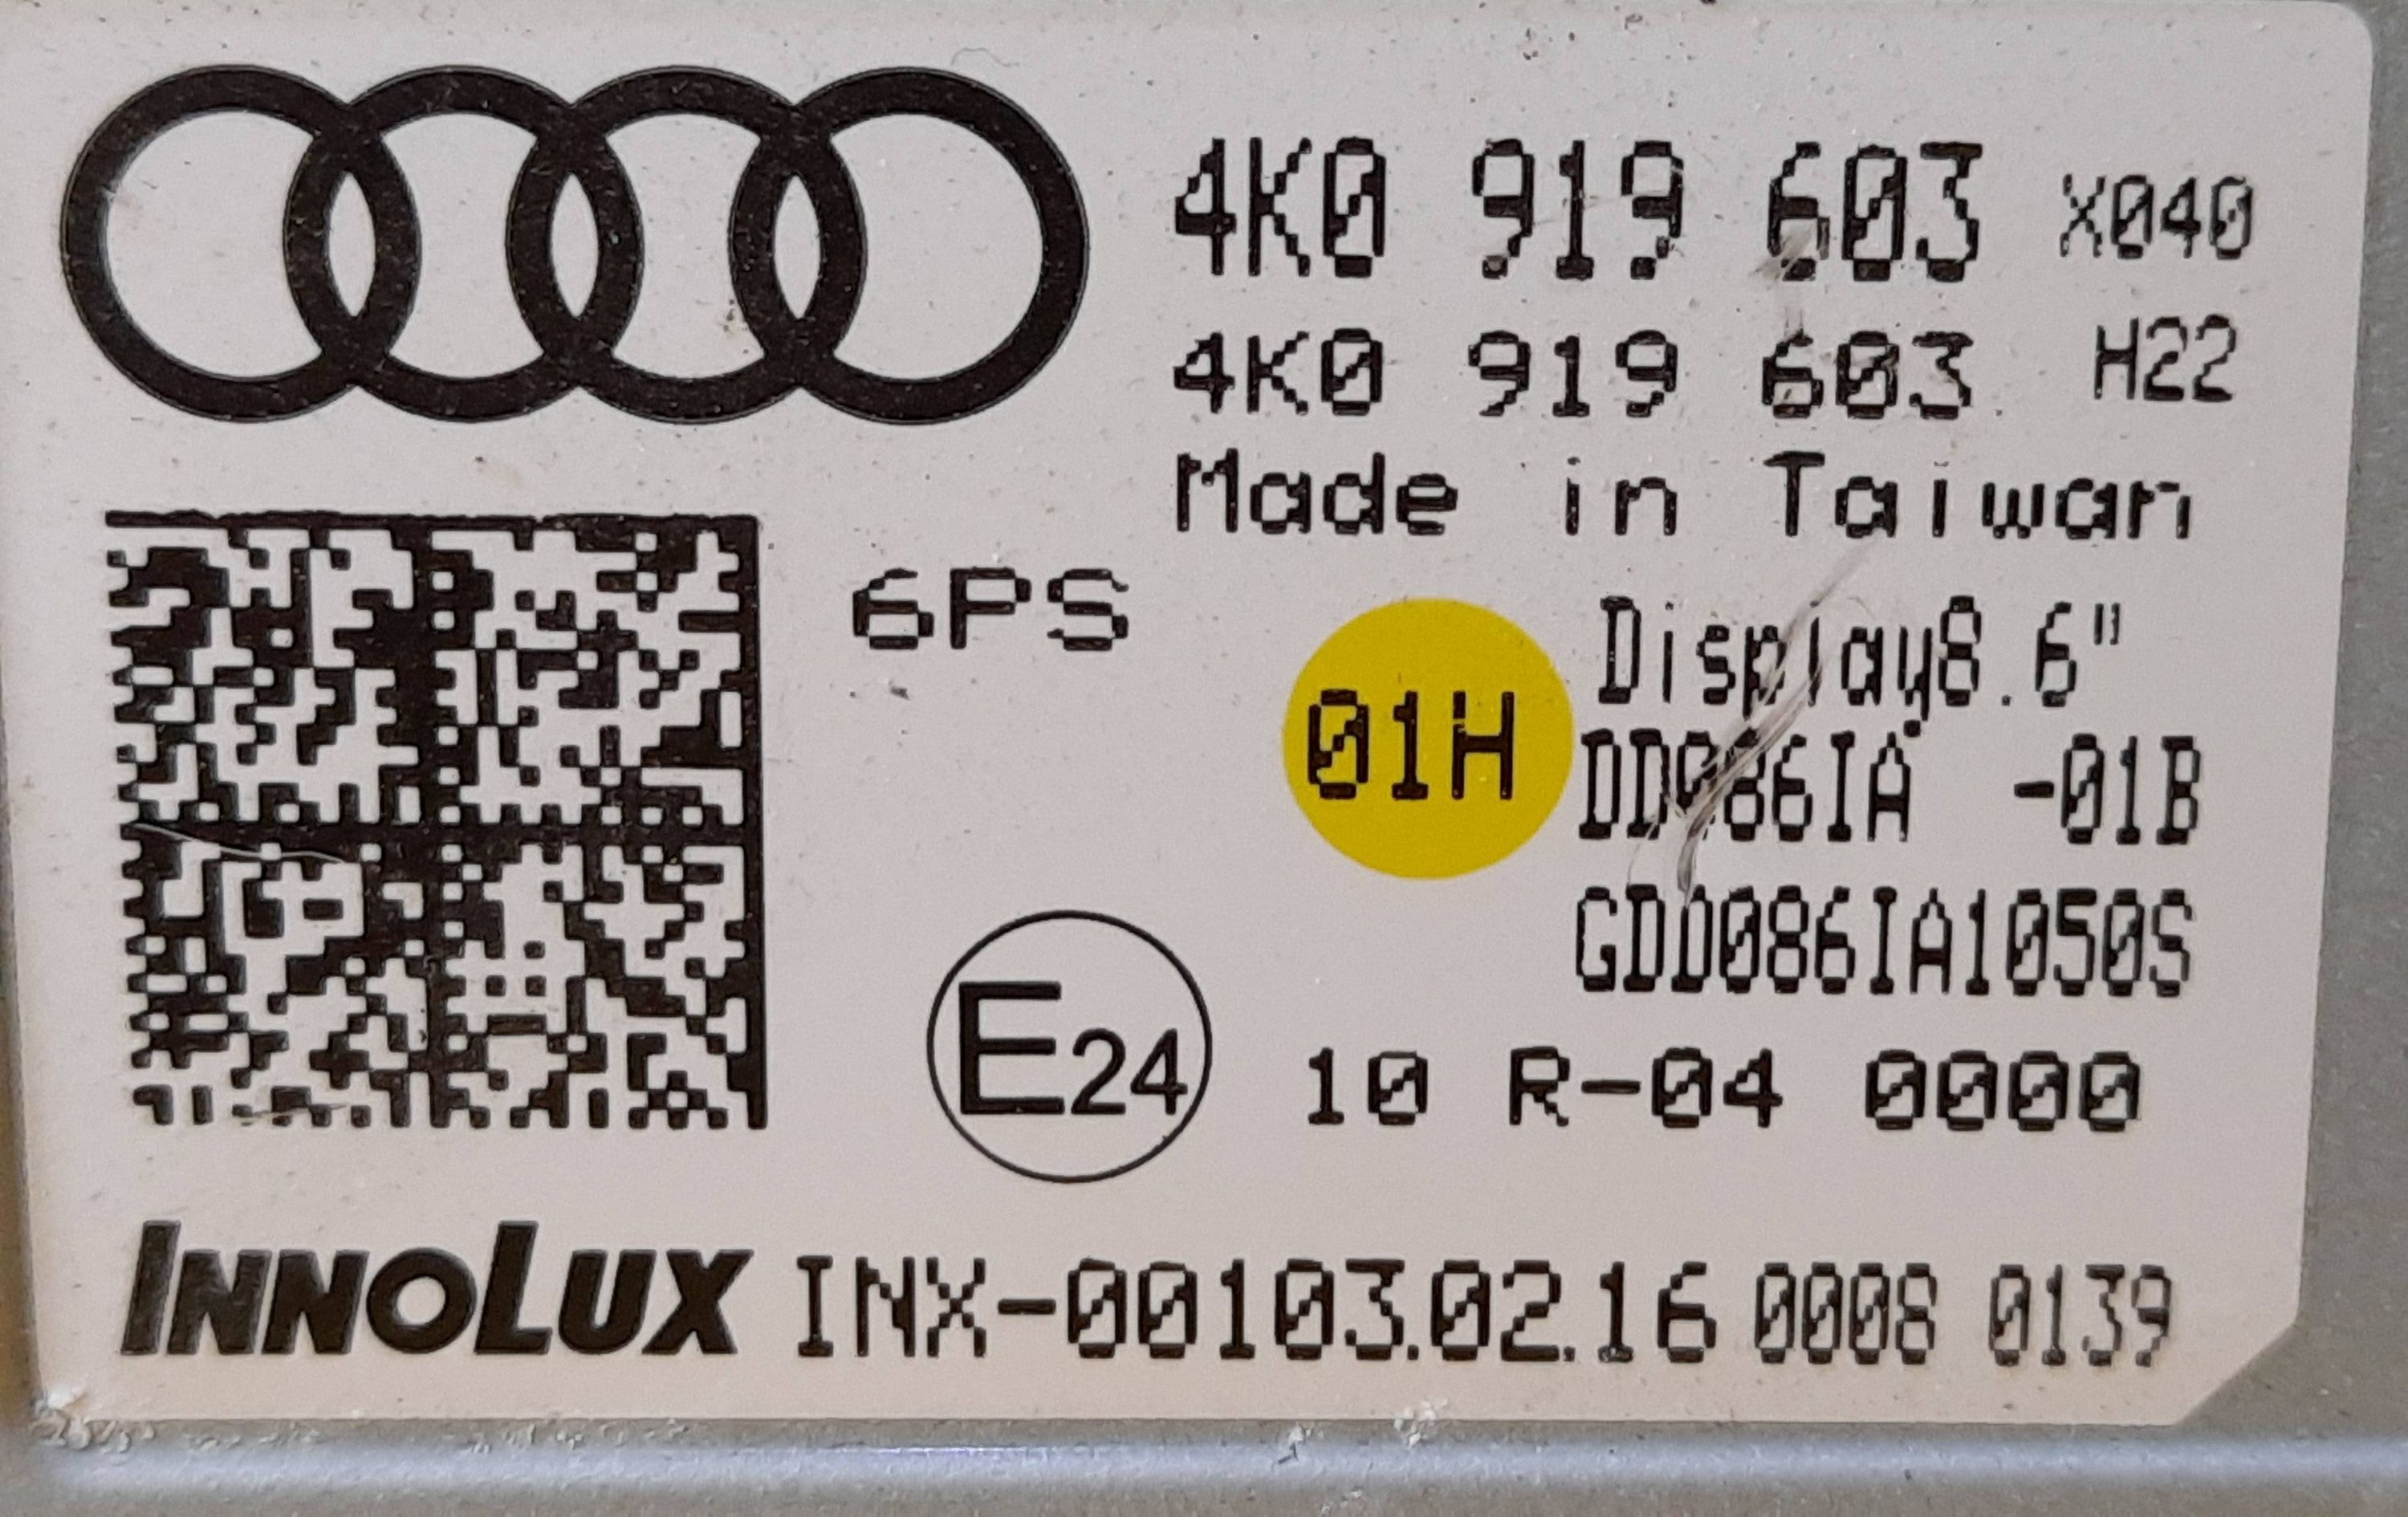 4K0 919 603 X040
4K0 919 603 H22
Made in Taiwan
6PS
01H
Display8.6"
DD086IA -01B
GDD086IA1050S
E24
10 R-04 0000
INNOLUX INX-00103.02.16 0008 0139